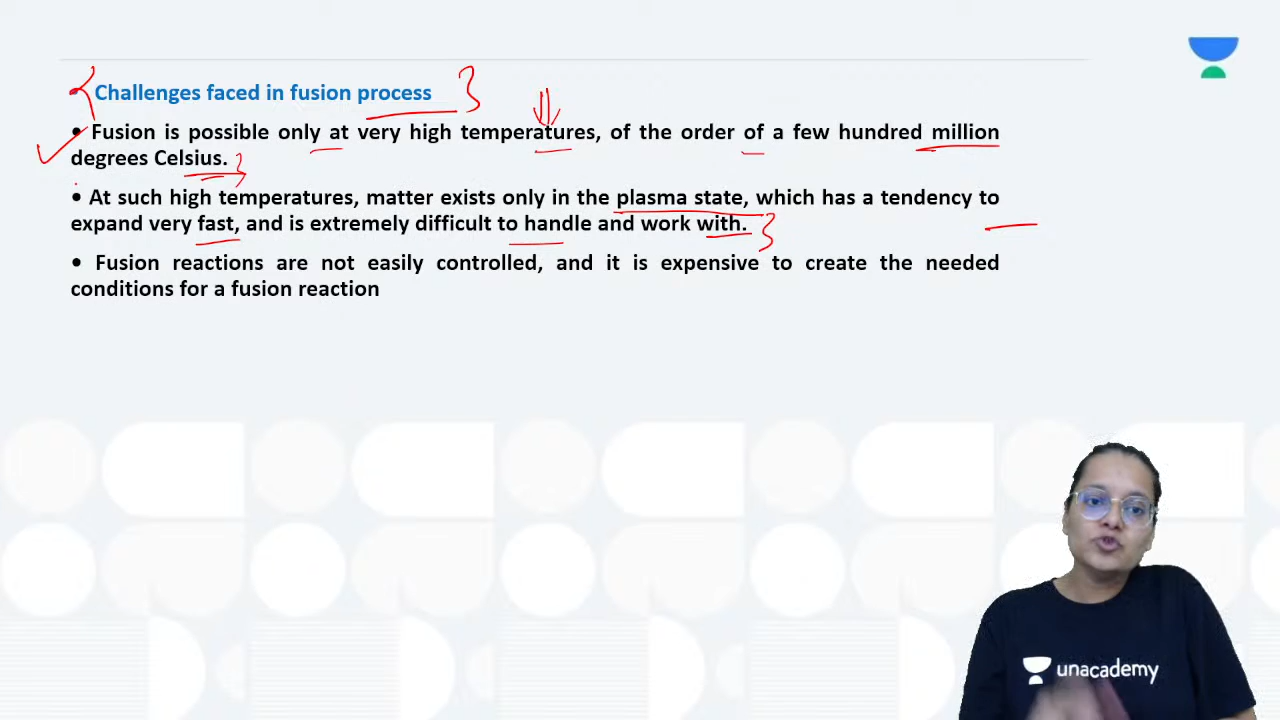 Challenges faced in fusion process
• Fusion is possible only at very high temperatures, of the order of a few hundred million
degrees Celsius.
• At such high temperatures, matter exists only in the plasma state, which has a tendency to
expand very fast, and is extremely difficult to handle and work with.
• Fusion reactions are not easily controlled, and it is expensive to create the needed
conditions for a fusion reaction
unacademy